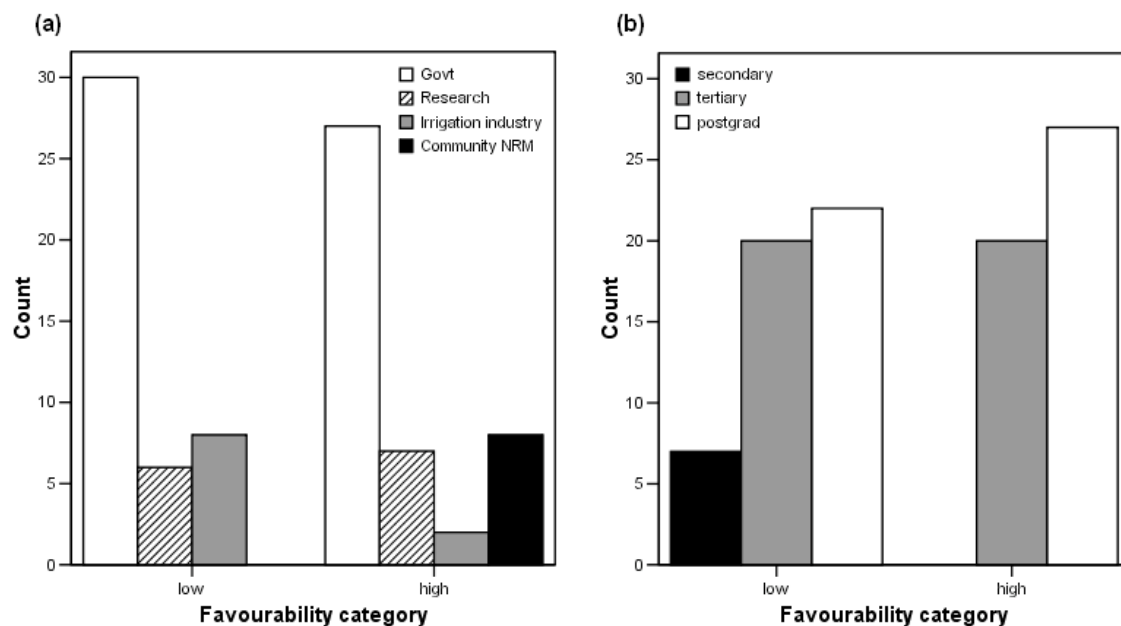 (a)
Count
30
25
20
15
10
5
0
Govt
Research
Irrigation industry
Community NRM
low
high
Favourability category
(b)
Count
30
25
20
15
10
5
0
secondary
tertiary
postgrad
low
high
Favourability category